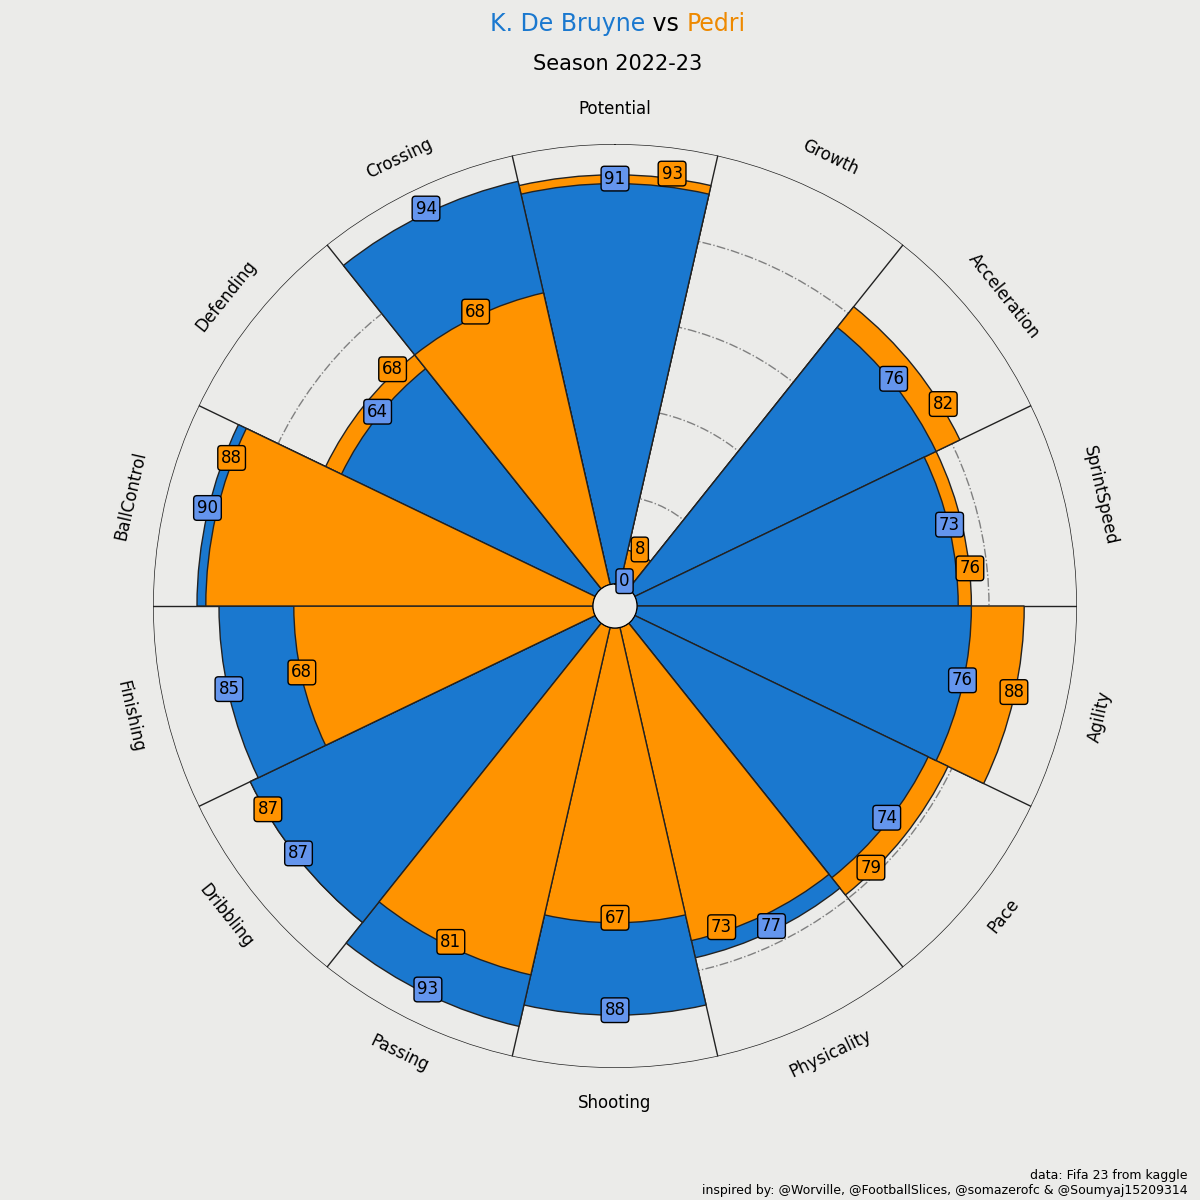 K. De Bruyne vs Pedri
Season 2022-23
Potential
Growth
Acceleration
SprintSpeed
Agility
Pace
Physicality
Shooting
Passing
Dribbling
Finishing
BallControl
Defending
Crossing
91
93
0
8
76
82
73
76
76
88
74
79
77
73
88
67
93
81
87
87
85
68
90
88
64
68
94
68
data: Fifa 23 from kaggle
inspired by: @Worville, @FootballSlices, @somazerofc & @Soumyaj15209314